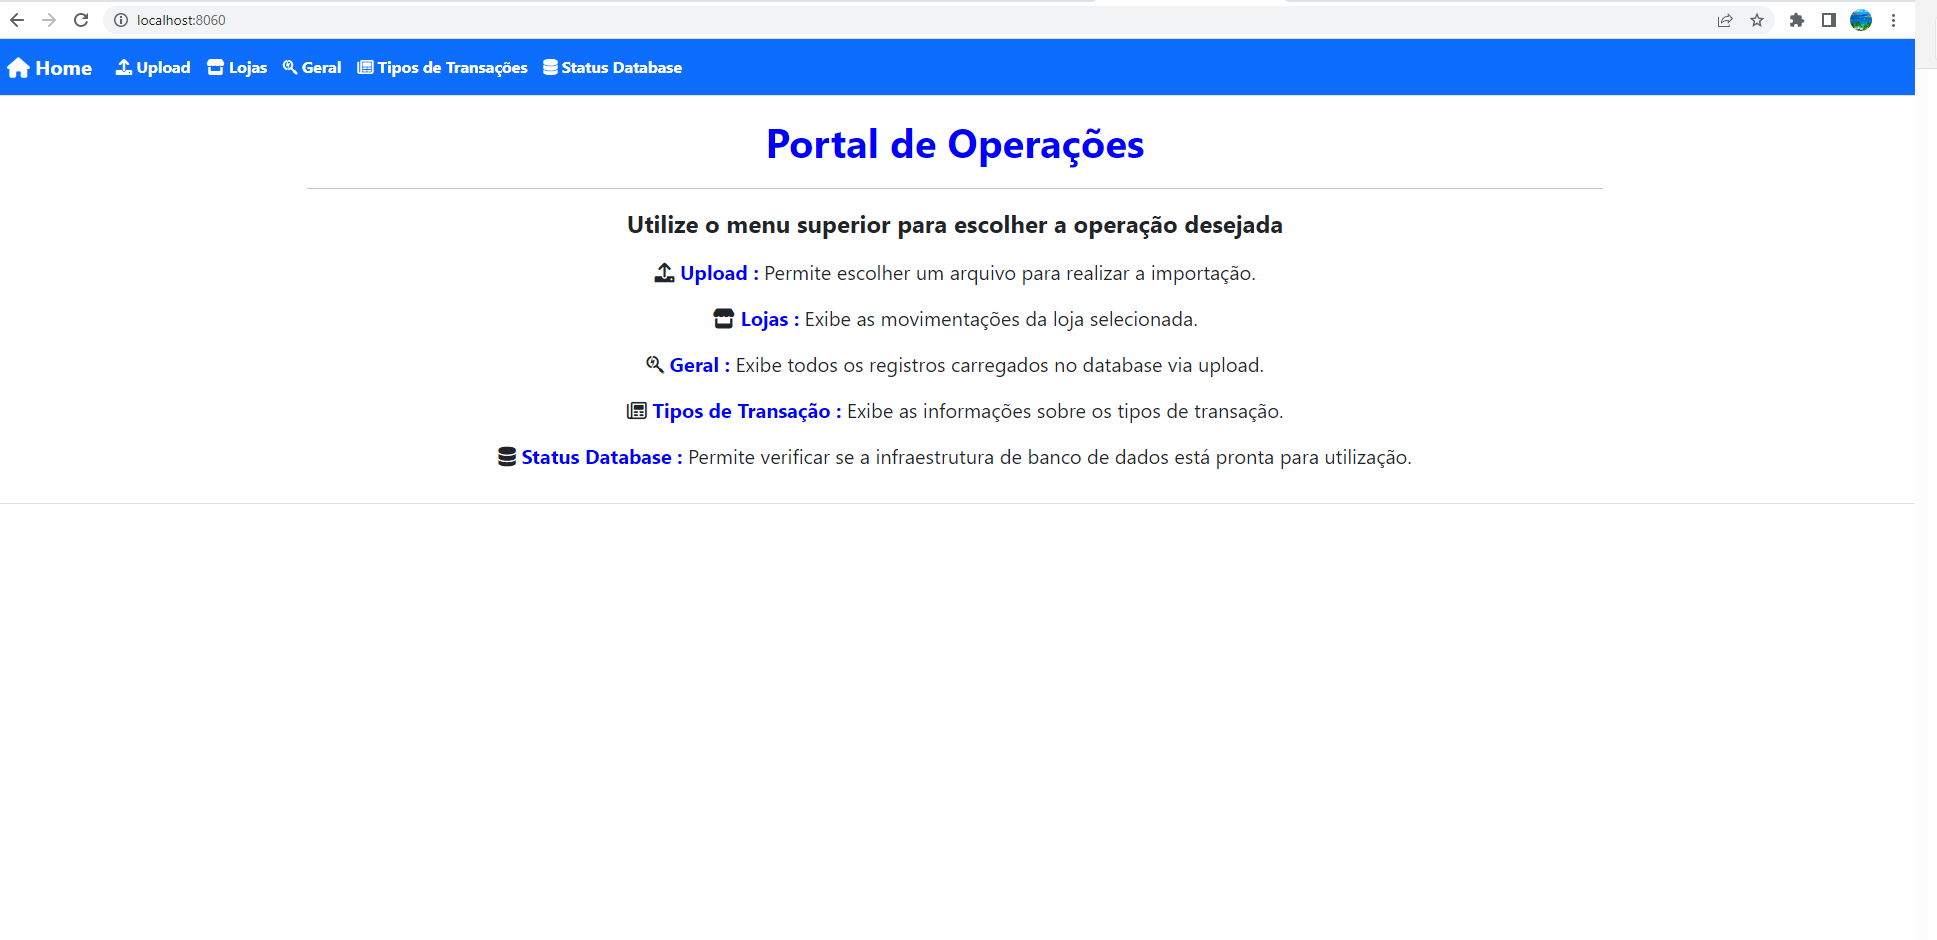 localhost:8060
Home Upload Lojas Geral Tipos de Transações Status Database
Portal de Operações
Utilize o menu superior para escolher a operação desejada
Upload : Permite escolher um arquivo para realizar a importação.
Lojas : Exibe as movimentações da loja selecionada.
Geral : Exibe todos os registros carregados no database via upload.
Tipos de Transação : Exibe as informações sobre os tipos de transação.
Status Database : Permite verificar se a infraestrutura de banco de dados está pronta para utilização.